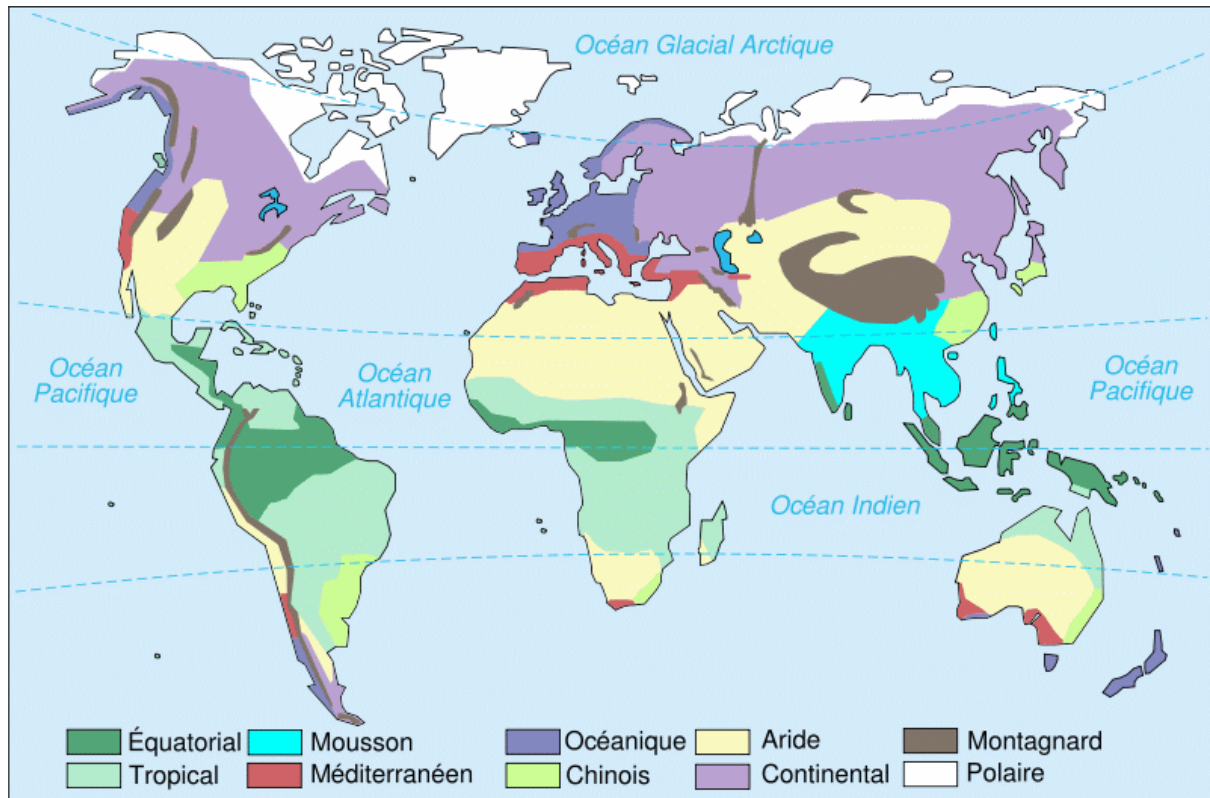 Océan Glacial Arctique
Océan
Pacifique
Océan
Atlantique
Océan
Pacifique
Océan Indien
Équatorial
Mousson
Océanique
Aride
Montagnard
Tropical
Méditerranéen
Chinois
Continental
Polaire